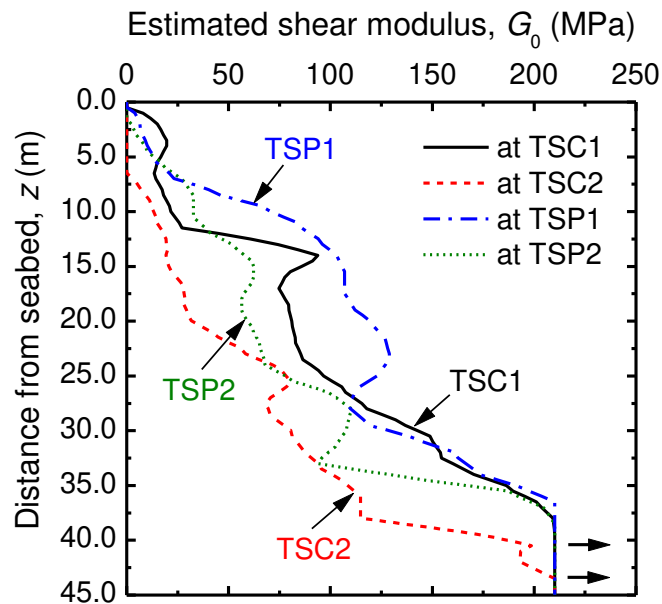 Estimated shear modulus, G0 (MPa)
0 50 100 150 200 250
Distance from seabed, z (m)
0.0
5.0
10.0
15.0
20.0
25.0
30.0
35.0
40.0
45.0
TSP1
at TSC1
at TSC2
at TSP1
at TSP2
TSP2
TSC1
TSC2